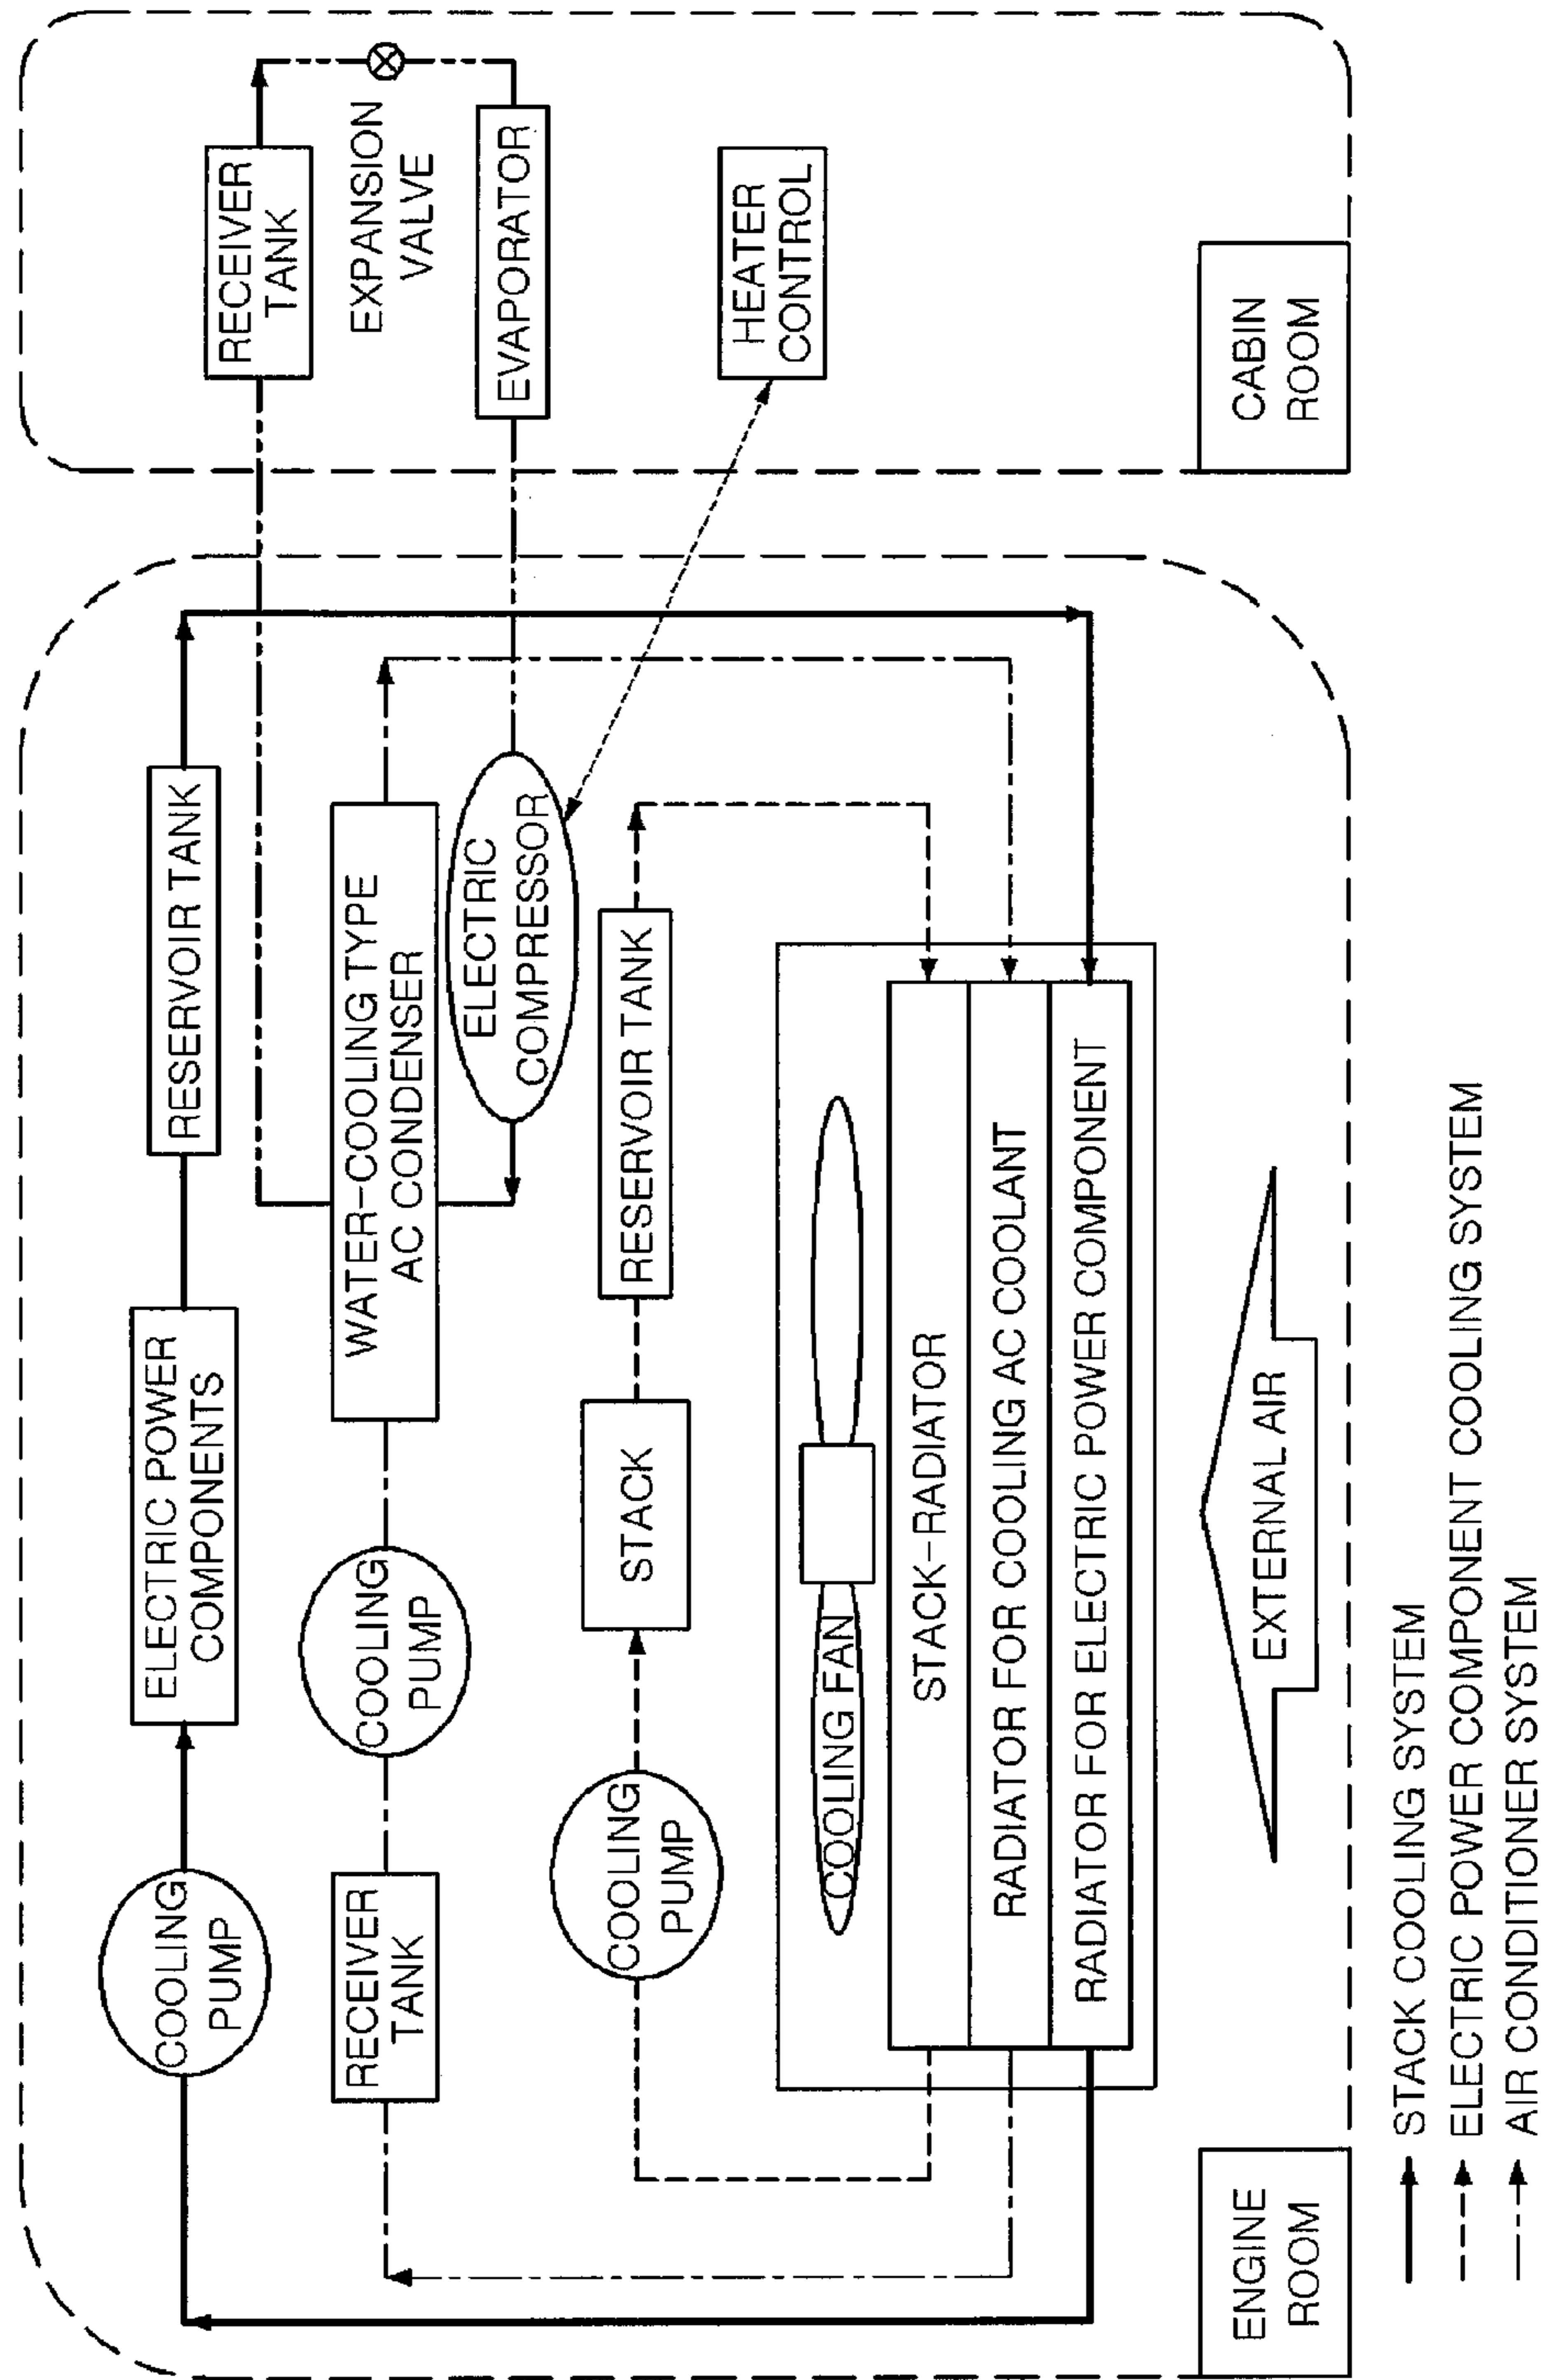 COOLING
PUMP
ELECTRIC POWER
COMPONENTS
RESERVOIR TANK
RECEIVER
TANK
EXPANSION
VALVE
RECEIVER
TANK
COOLING
PUMP
WATER-COOLING TYPE
AC CONDENSER
ELECTRIC
COMPRESSOR
EVAPORATOR
COOLING
PUMP
STACK
RESERVOIR TANK
HEATER
CONTROL
COOLING FAN
STACK-RADIATOR
RADIATOR FOR COOLING AC COOLANT
RADIATOR FOR ELECTRIC POWER COMPONENT
EXTERNAL AIR
ENGINE
ROOM
CABIN
ROOM
STACK COOLING SYSTEM
ELECTRIC POWER COMPONENT COOLING SYSTEM
AIR CONDITIONER SYSTEM